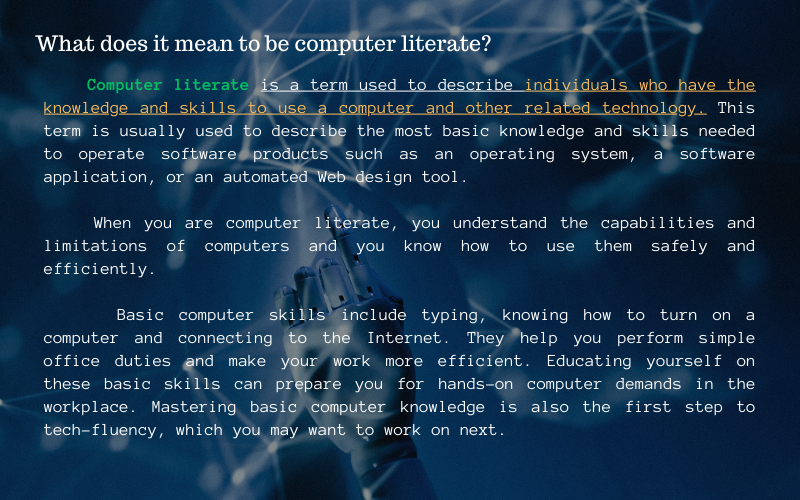 What does it mean to be computer literate?
Computer literate is a term used to describe individuals who have the
knowledge and skills to use a computer and other related technology. This
term is usually used to describe the most basic knowledge and skills needed
to operate software products such as an operating system, a software
application, or an automated Web design tool.
When you are computer literate, you understand the capabilities and
limitations of computers and you know how to use them safely and
efficiently.
Basic computer skills include typing, knowing how to turn on a
computer and connecting to the Internet. They help you perform simple
office duties and make your work more efficient. Educating yourself on
these basic skills can prepare you for hands-on computer demands in the
workplace. Mastering basic computer knowledge is also the first step to
tech-fluency, which you may want to work on next.